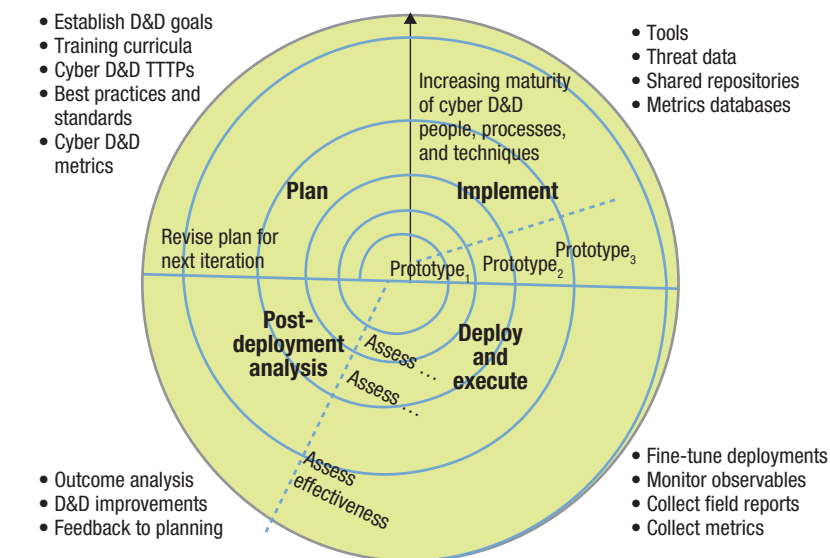 • Establish D&D goals
• Training curricula
• Cyber D&D TTTPs
• Best practices and
standards
• Cyber D&D
metrics
• Tools
• Threat data
• Shared repositories
• Metrics databases
Increasing maturity
of cyber D&D
people, processes,
and techniques
Plan
Implement
Revise plan for
next iteration
Prototype1
Prototype2
Prototype3
Post-
deployment
analysis
Deploy
and
execute
Assess …
Assess …
Assess
effectiveness
• Outcome analysis
• D&D improvements
• Feedback to planning
• Fine-tune deployments
• Monitor observables
• Collect field reports
• Collect metrics